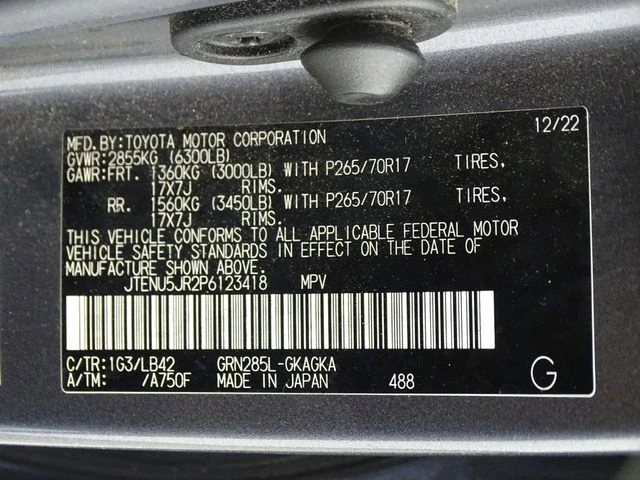 MFD.BY:TOYOTA MOTOR CORPORATION 12/22
GVWR:2855KG (6300LB)
GAWR:FRT. 1360KG (3000LB) WITH P265/70R17 TIRES.
17X7J RIMS.
RR. 1560KG (3450LB) WITH P265/70R17 TIRES.
17X7J RIMS.
THIS VEHICLE CONFORMS TO ALL APPLICABLE FEDERAL MOTOR
VEHICLE SAFETY STANDARDS IN EFFECT ON THE DATE OF
MANUFACTURE SHOWN ABOVE.
JTENU5JR2P6123418 MPV
C/TR:1G3/LB42 GRN285L-GKAGKA
A/TM: /A750F MADE IN JAPAN 488 G